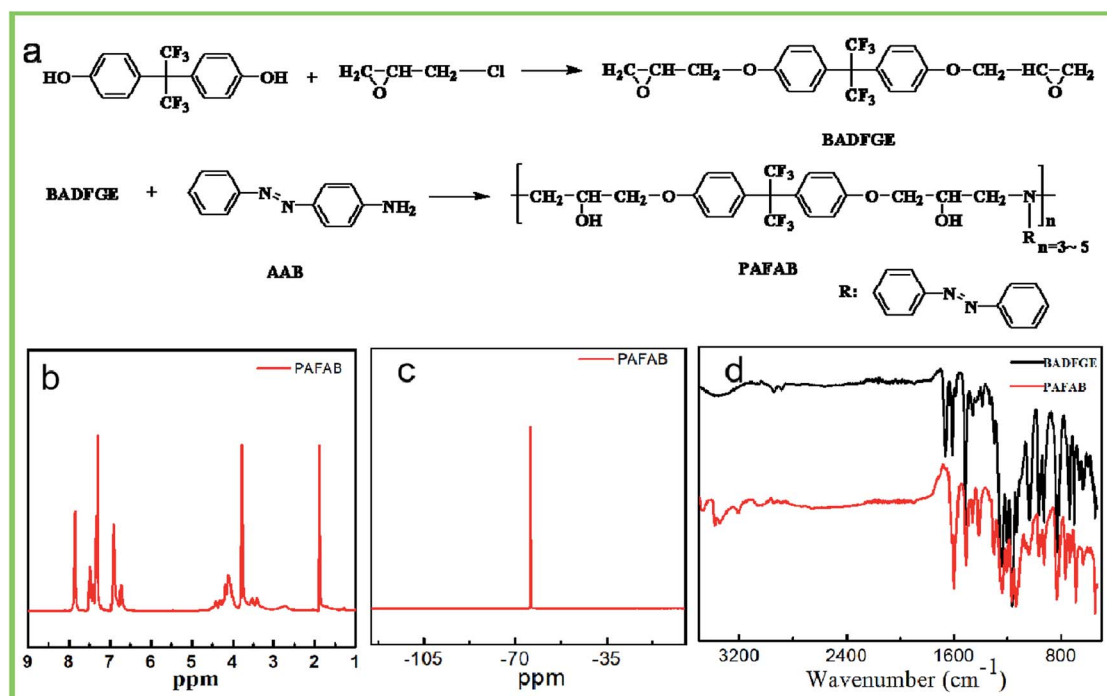 a
HO
CF3
CF3
OH
+
H2C
CH2
Cl
O
H2C
O
CH2
O
CF3
CF3
O
CH2
HC
CH2
O
BADFGE
BADFGE
+
N
N
NH2
AAB
CH2
CH
CH2
O
OH
CF3
CF3
O
CH2
CH
CH2
N
OH
R
n
n=3~5
PAFAB
R:
N
N
b
PAFAB
9 8 7 6 5 4 3 2 1
ppm
c
PAFAB
-105 -70 -35
ppm
d
BADFGE
PAFAB
3200 2400 1600 800
Wavenumber (cm-1)